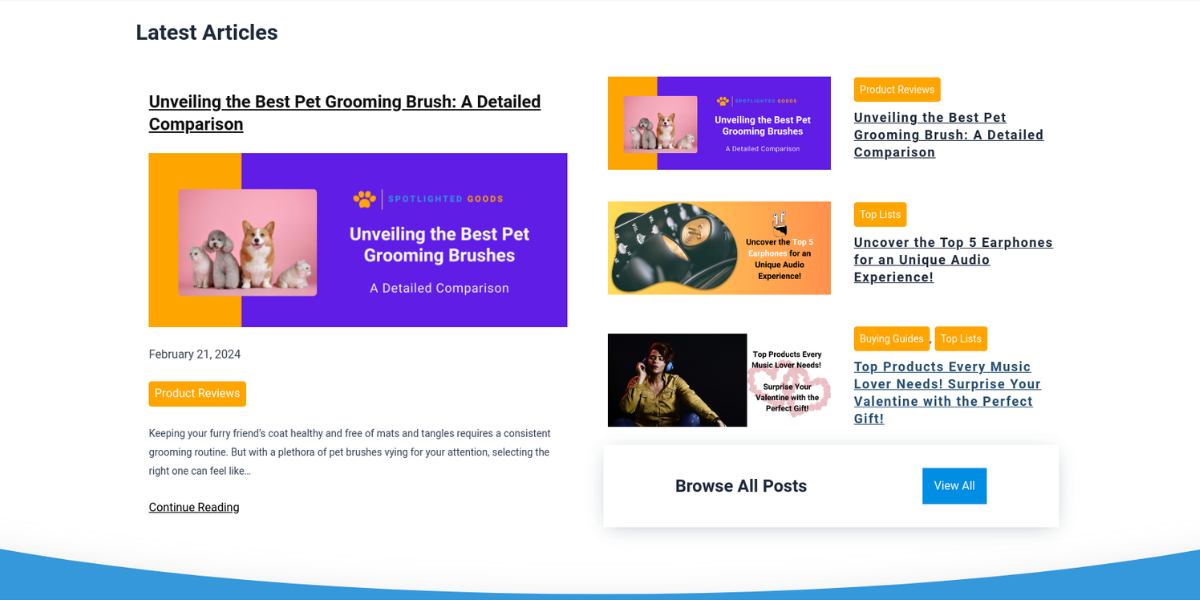 Latest Articles
Unveiling the Best Pet Grooming Brush: A Detailed
Comparison
SPOTLIGHTED GOODS
Unveiling the Best Pet
Grooming Brushes
A Detailed Comparison
February 21, 2024
Product Reviews
Keeping your furry friend's coat healthy and free of mats and tangles requires a consistent
grooming routine. But with a plethora of pet brushes vying for your attention, selecting the
right one can feel like...
Continue Reading
SPOTLIGHTED GOODS
Unveiling the Best Pet
Grooming Brushes
A Detailed Comparison
Product Reviews
Unveiling the Best Pet
Grooming Brush: A Detailed
Comparison
Uncover the Top 5
Earphones for an
Unique Audio
Experience!
Top Lists
Uncover the Top 5 Earphones
for an Unique Audio
Experience!
Top Products Every
Music Lover Needs!
Surprise Your
Valentine with the
Perfect Gift!
Buying Guides, Top Lists
Top Products Every Music
Lover Needs! Surprise Your
Valentine with the Perfect
Gift!
Browse All Posts
View All